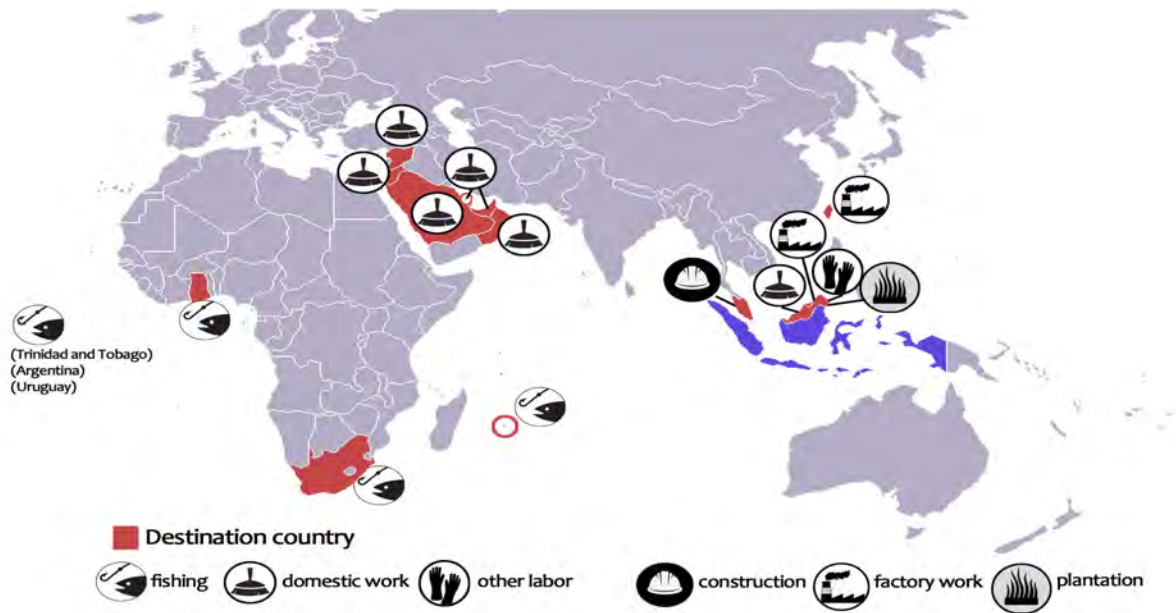 (Trinidad and Tobago)
(Argentina)
(Uruguay)
Destination country
fishing
domestic work
other labor
construction
factory work
plantation